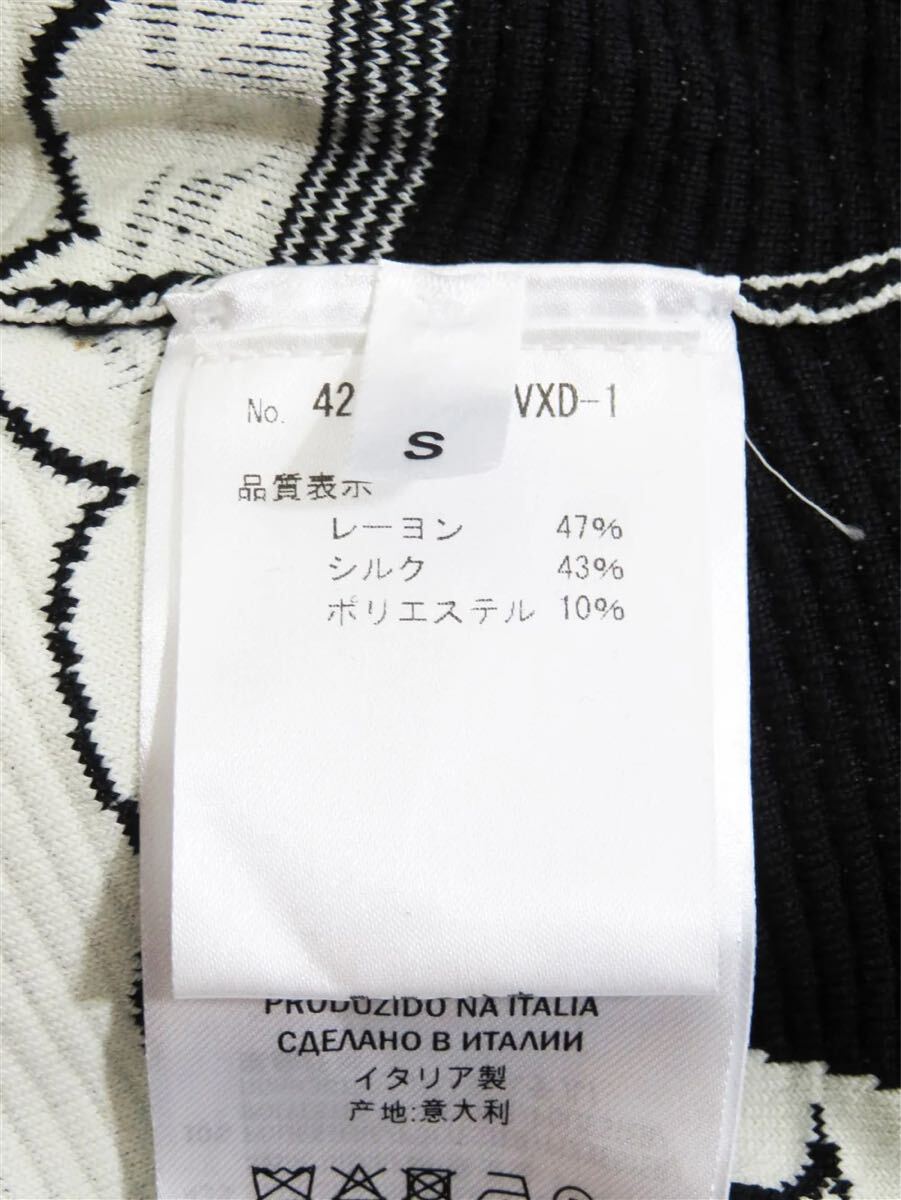 No. 42 VXD-1
S
品質表示
レーヨン 47%
シルク 43%
ポリエステル 10%
PRODUZIDO NA ITALIA
СДЕЛАНО В ИТАЛИИ
イタリア製
产地:意大利